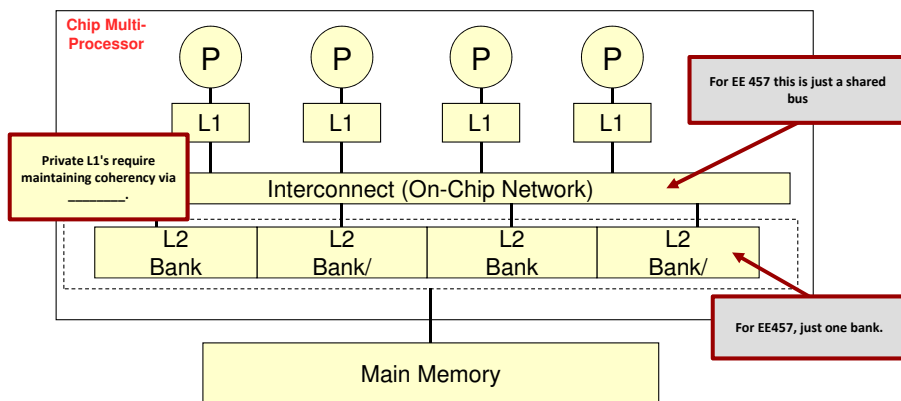 Chip Multi-
Processor
P
P
P
P
For EE 457 this is just a shared
bus
L1
L1
L1
L1
Private L1's require
maintaining coherency via
________.
Interconnect (On-Chip Network)
L2
Bank
L2
Bank/
L2
Bank
L2
Bank/
For EE457, just one bank.
Main Memory